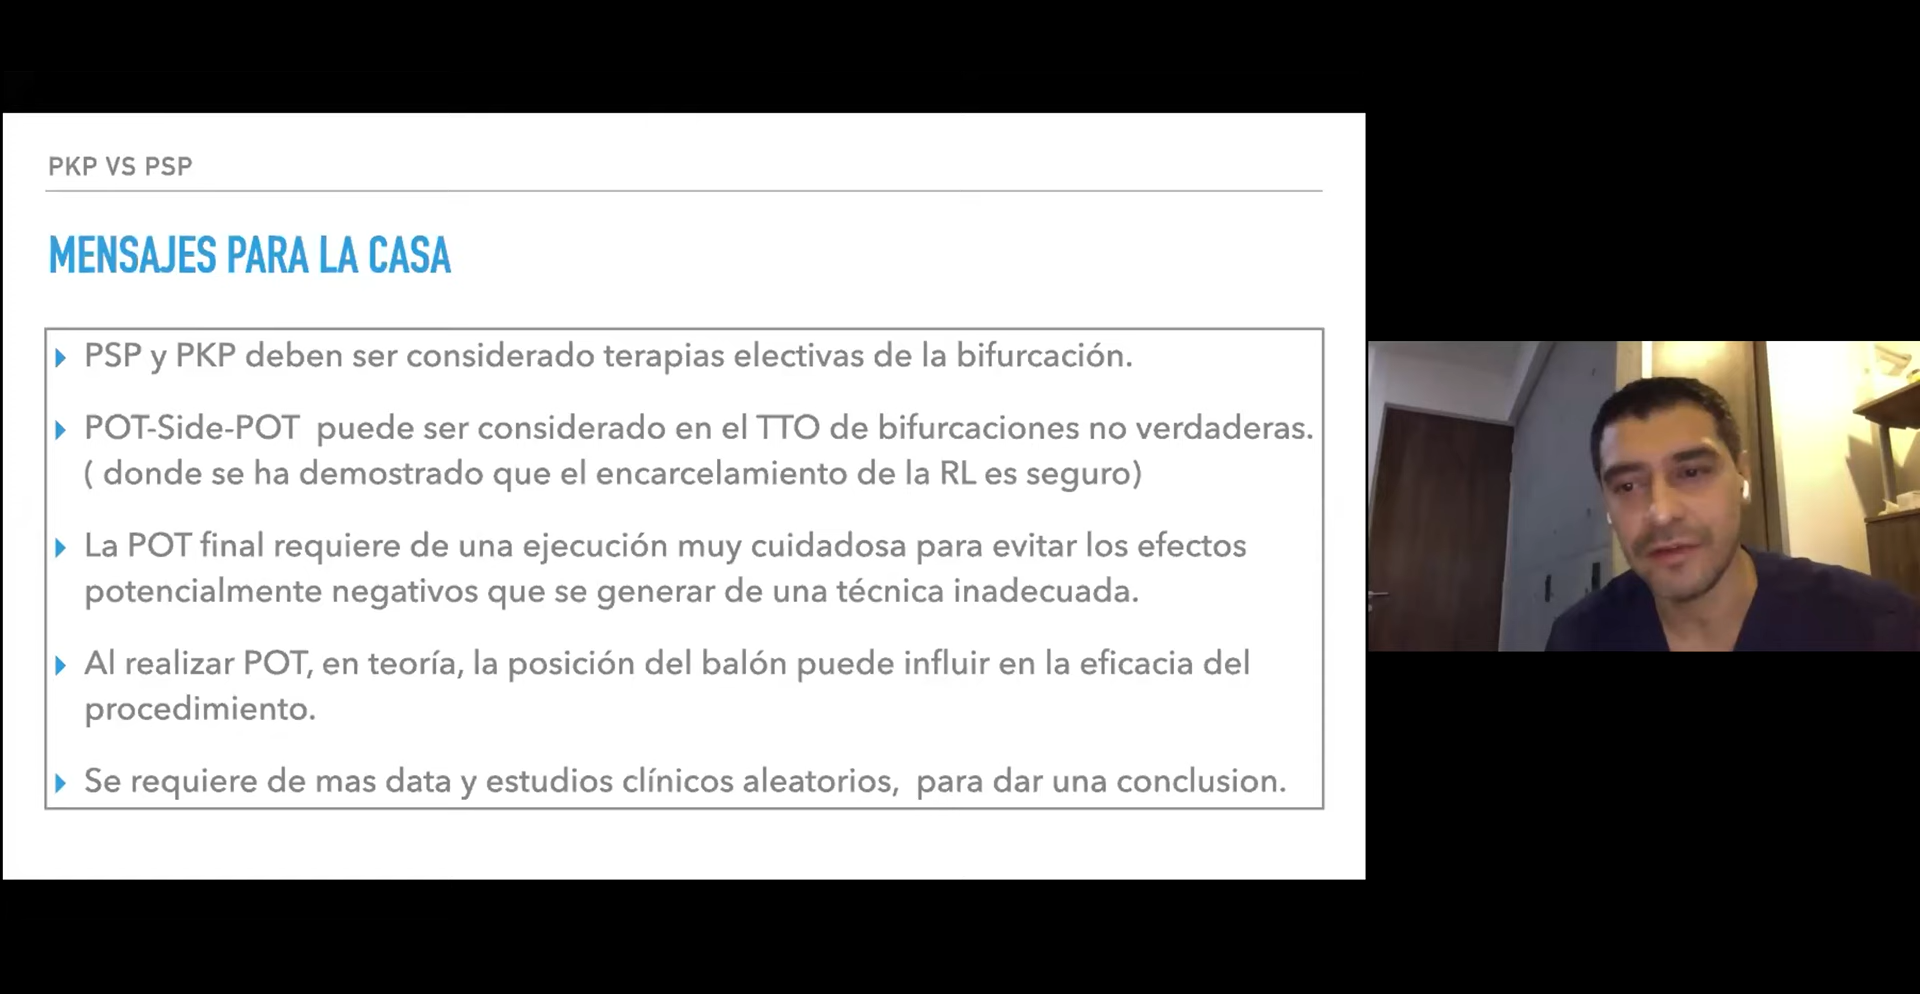 PKP VS PSP
MENSAJES PARA LA CASA
PSP y PKP deben ser considerado terapias electivas de la bifurcación.
POT-Side-POT puede ser considerado en el TTO de bifurcaciones no verdaderas.
( donde se ha demostrado que el encarcelamiento de la RL es seguro)
La POT final requiere de una ejecución muy cuidadosa para evitar los efectos
potencialmente negativos que se generar de una técnica inadecuada.
Al realizar POT, en teoría, la posición del balón puede influir en la eficacia del
procedimiento.
Se requiere de mas data y estudios clínicos aleatorios, para dar una conclusion.